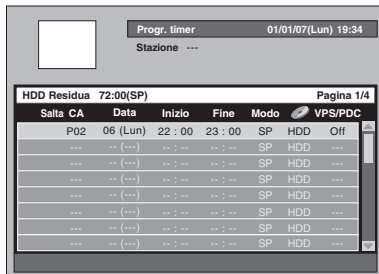 Progr. timer 01/01/07(Lun) 19:34
Stazione ---
HDD Residua 72:00(SP) Pagina 1/4
Salta CA Data Inizio Fine Modo VPS/PDC
P02 06 (Lun) 22 : 00 23 : 00 SP HDD Off
--- -- (---) -- : -- -- : -- SP HDD ---
--- -- (---) -- : -- -- : -- SP HDD ---
--- -- (---) -- : -- -- : -- SP HDD ---
--- -- (---) -- : -- -- : -- SP HDD ---
--- -- (---) -- : -- -- : -- SP HDD ---
--- -- (---) -- : -- -- : -- SP HDD ---
--- -- (---) -- : -- -- : -- SP HDD ---